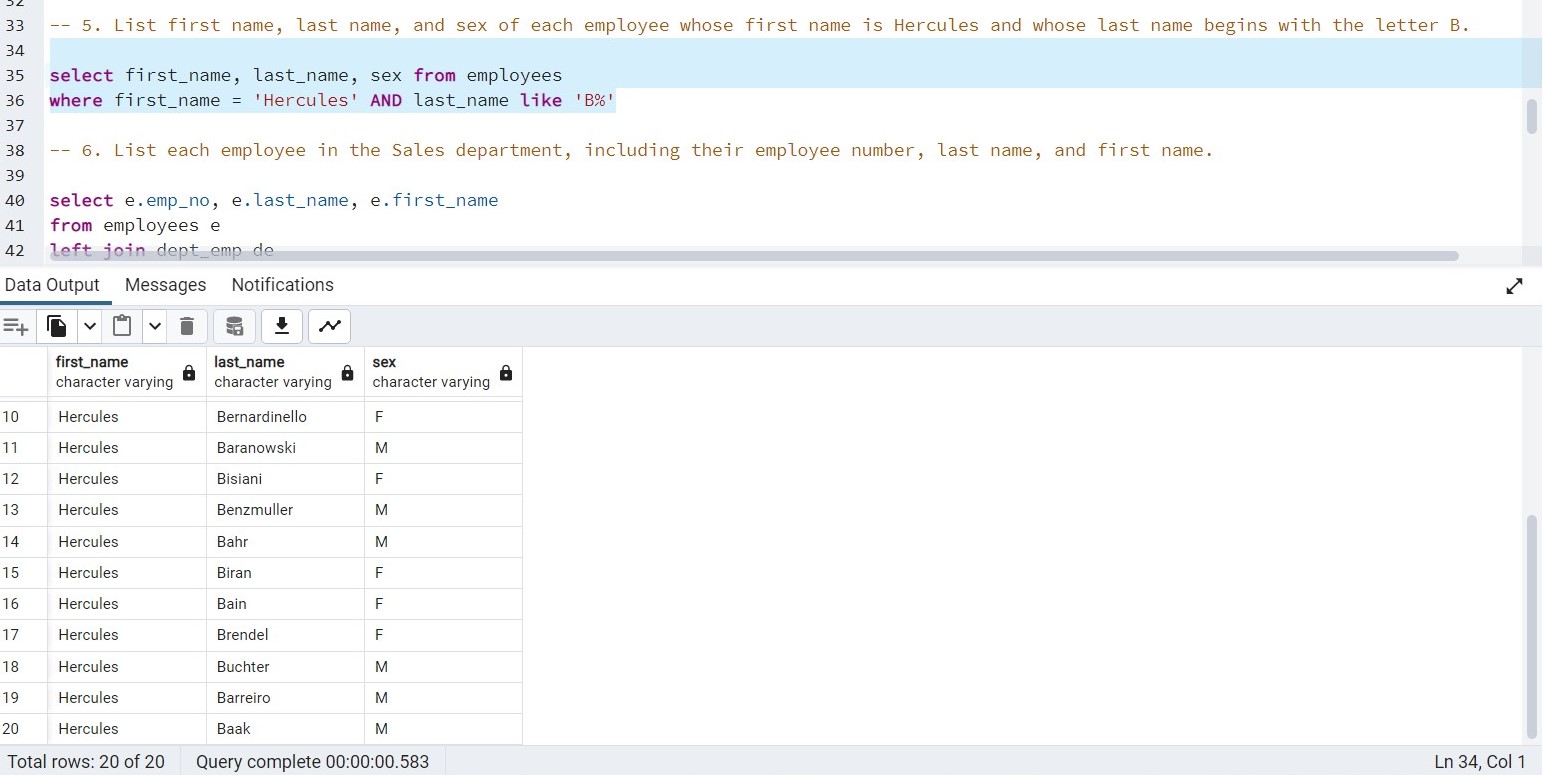 32
33 -- 5. List first name, last name, and sex of each employee whose first name is Hercules and whose last name begins with the letter B.
34
35 select first_name, last_name, sex from employees
36 where first_name = 'Hercules' AND last_name like 'B%'
37
38 -- 6. List each employee in the Sales department, including their employee number, last name, and first name.
39
40 select e.emp_no, e.last_name, e.first_name
41 from employees e
42 left join dept_emp de
Data Output Messages Notifications
first_name last_name sex
character varying character varying character varying
10 Hercules Bernardinello F
11 Hercules Baranowski M
12 Hercules Bisiani F
13 Hercules Benzmuller M
14 Hercules Bahr M
15 Hercules Biran F
16 Hercules Bain F
17 Hercules Brendel F
18 Hercules Buchter M
19 Hercules Barreiro M
20 Hercules Baak M
Total rows: 20 of 20 Query complete 00:00:00.583 Ln 34, Col 1